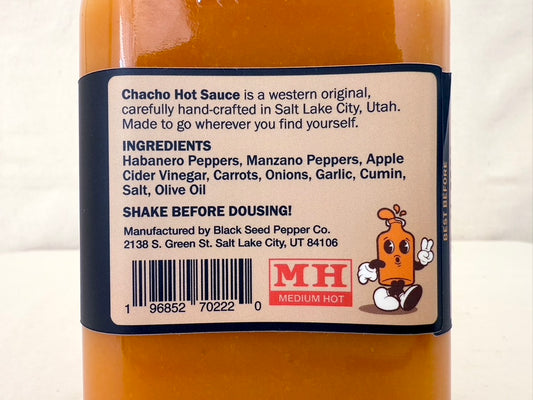 Chacho Hot Sauce is a western original,
carefully hand-crafted in Salt Lake City, Utah.
Made to go wherever you find yourself.
INGREDIENTS
Habanero Peppers, Manzano Peppers, Apple
Cider Vinegar, Carrots, Onions, Garlic, Cumin,
Salt, Olive Oil
SHAKE BEFORE DOUSING!
Manufactured by Black Seed Pepper Co.
2138 S. Green St. Salt Lake City, UT 84106
1 96852 70222 0
MH
MEDIUM HOT
BEST BEFORE